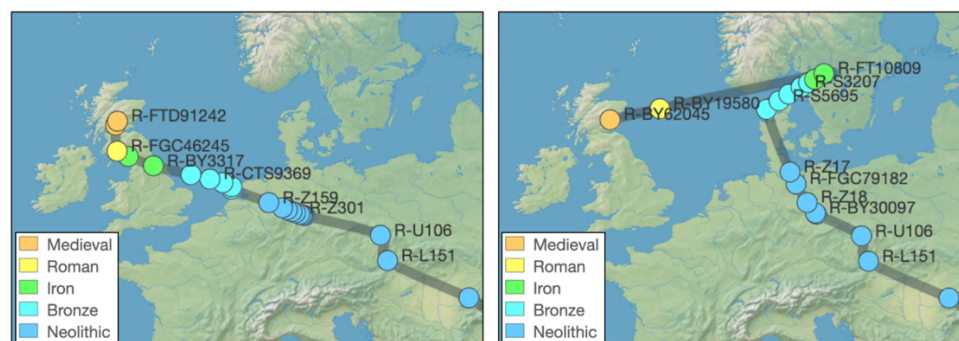 R-FTD91242
R-FGC46245
R-BY3317
R-CTS9369
R-Z159
R-Z301
R-U106
R-L151
Medieval
Roman
Iron
Bronze
Neolithic
R-FT10809
R-S3207
R-BY19580
R-S5695
R-BY62045
R-Z17
R-FGC79182
R-Z18
R-BY30097
R-U106
R-L151
Medieval
Roman
Iron
Bronze
Neolithic